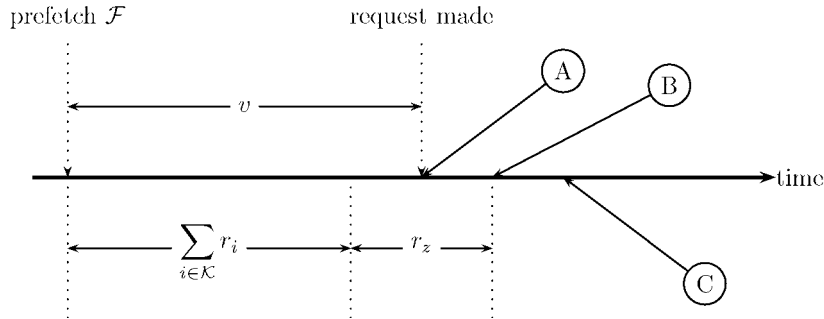 prefetch 𝓕
request made
A
B
v
time
∑ r_i
i∈𝒦
r_z
C